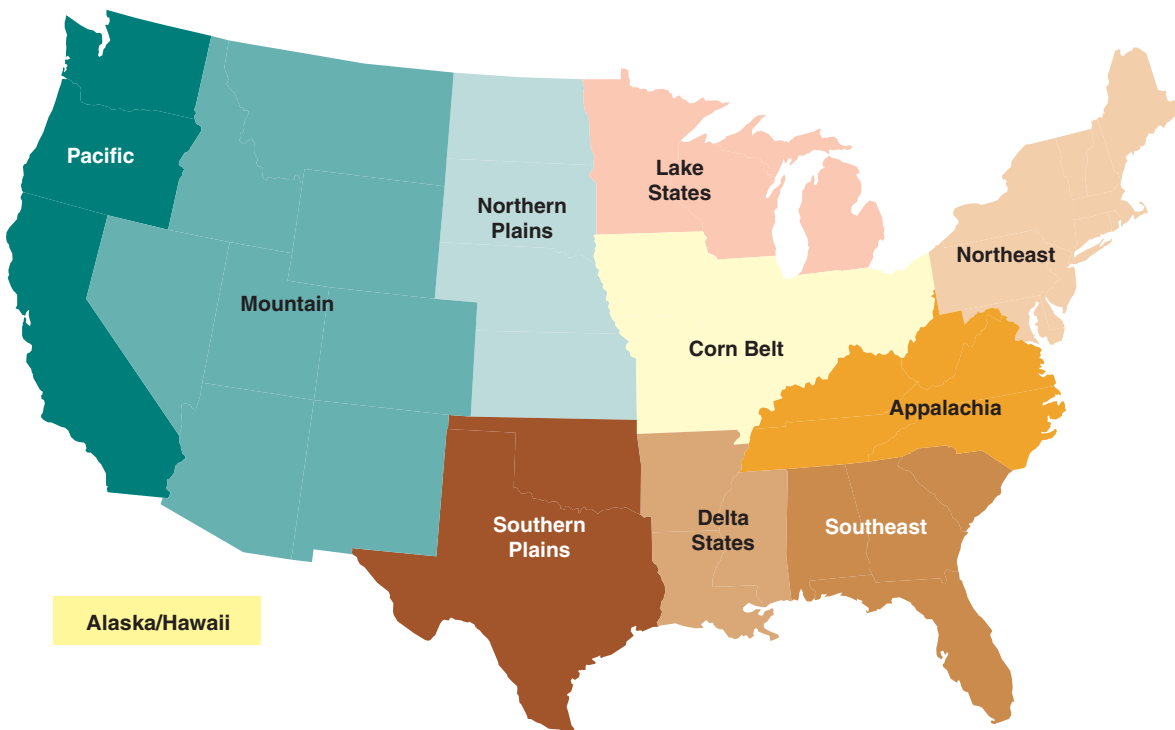 Pacific
Mountain
Northern
Plains
Lake
States
Corn Belt
Northeast
Appalachia
Southern
Plains
Delta
States
Southeast
Alaska/Hawaii